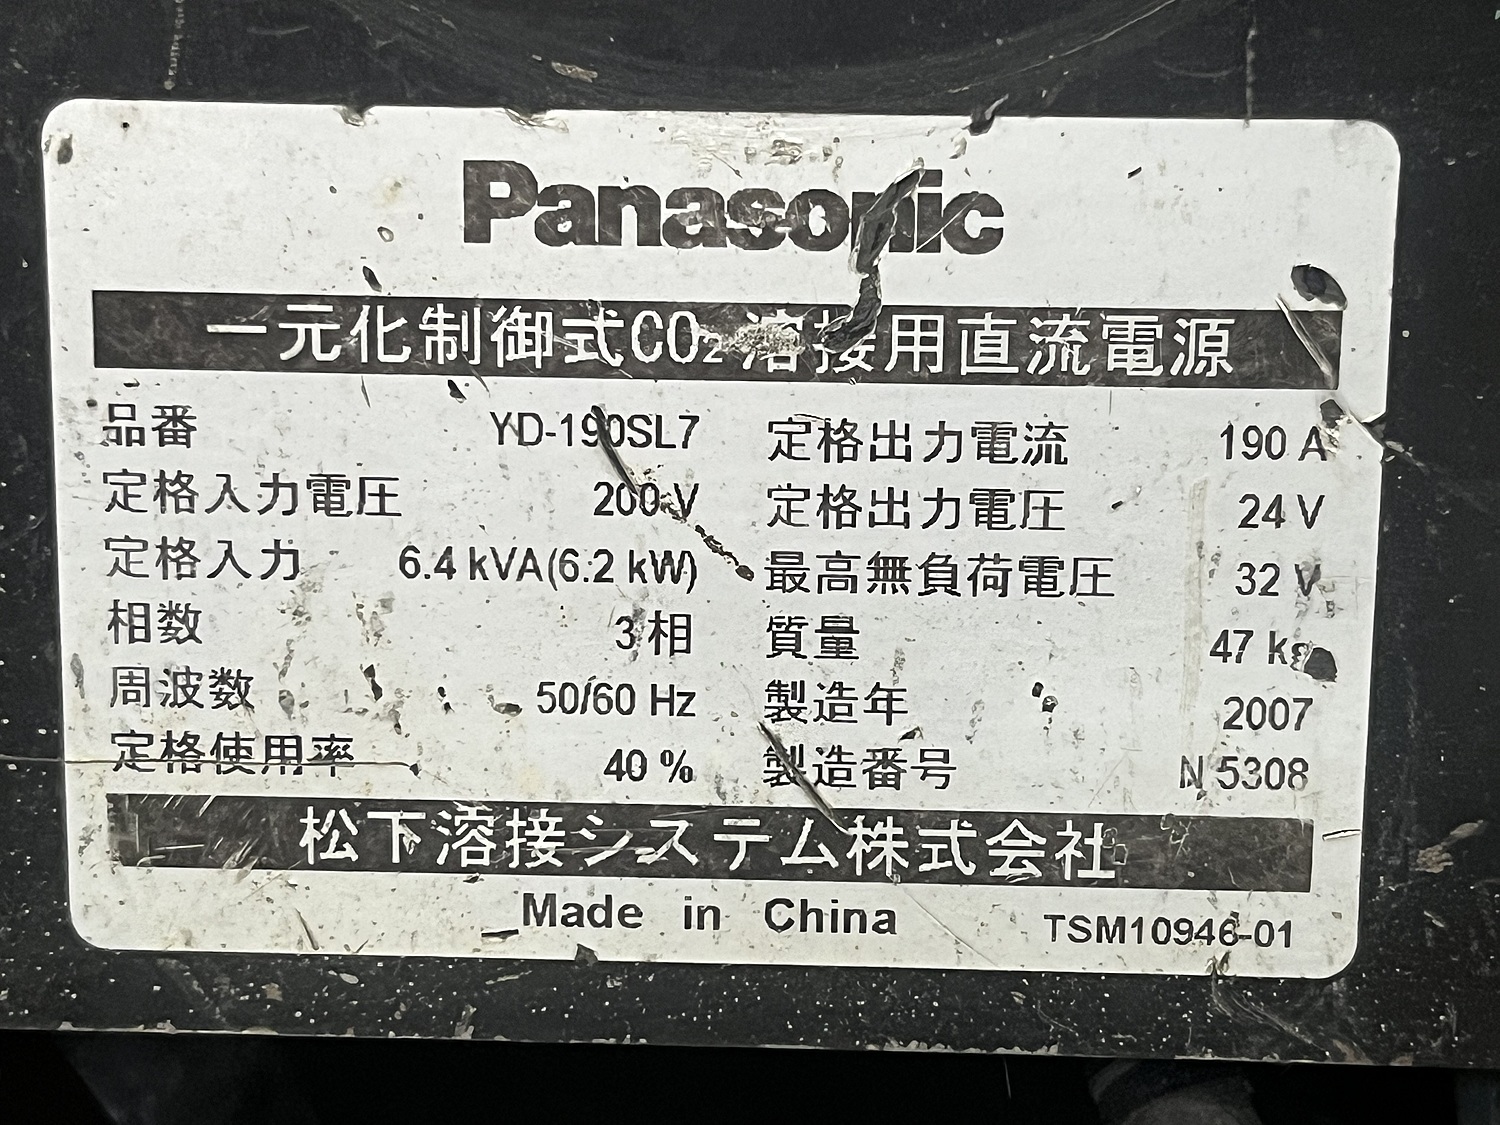 Panasonic
一元化制御式CO₂溶接用直流電源
品番 YD-190SL7 定格出力電流 190 A
定格入力電圧 200 V 定格出力電圧 24 V
定格入力 6.4 kVA(6.2 kW) 最高無負荷電圧 32 V
相数 3相 質量 47 kg
周波数 50/60 Hz 製造年 2007
定格使用率 40 % 製造番号 N 5308
松下溶接システム株式会社
Made in China TSM10946-01